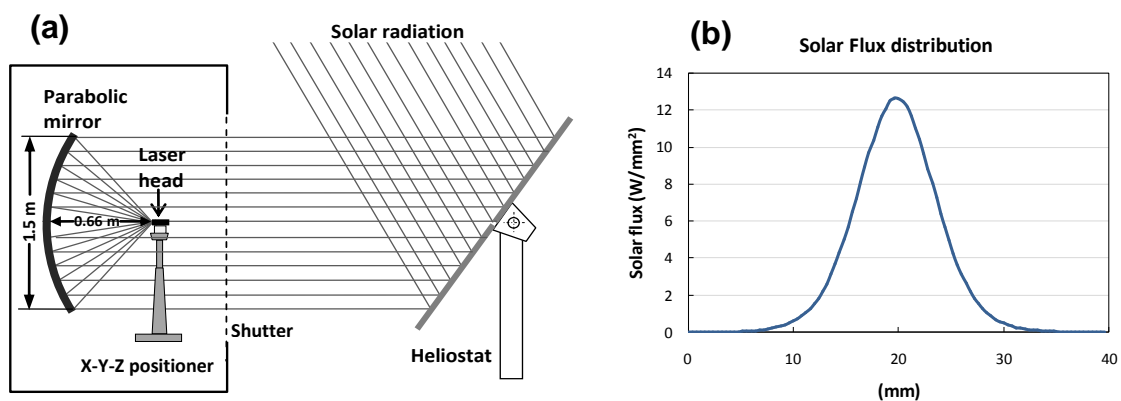 (a)
Solar radiation
Parabolic
mirror
Laser
head
1.5 m
0.66 m
Shutter
X-Y-Z positioner
Heliostat
(b)
Solar Flux distribution
Solar flux (W/mm²)
14
12
10
8
6
4
2
0
0 10 20 30 40
(mm)